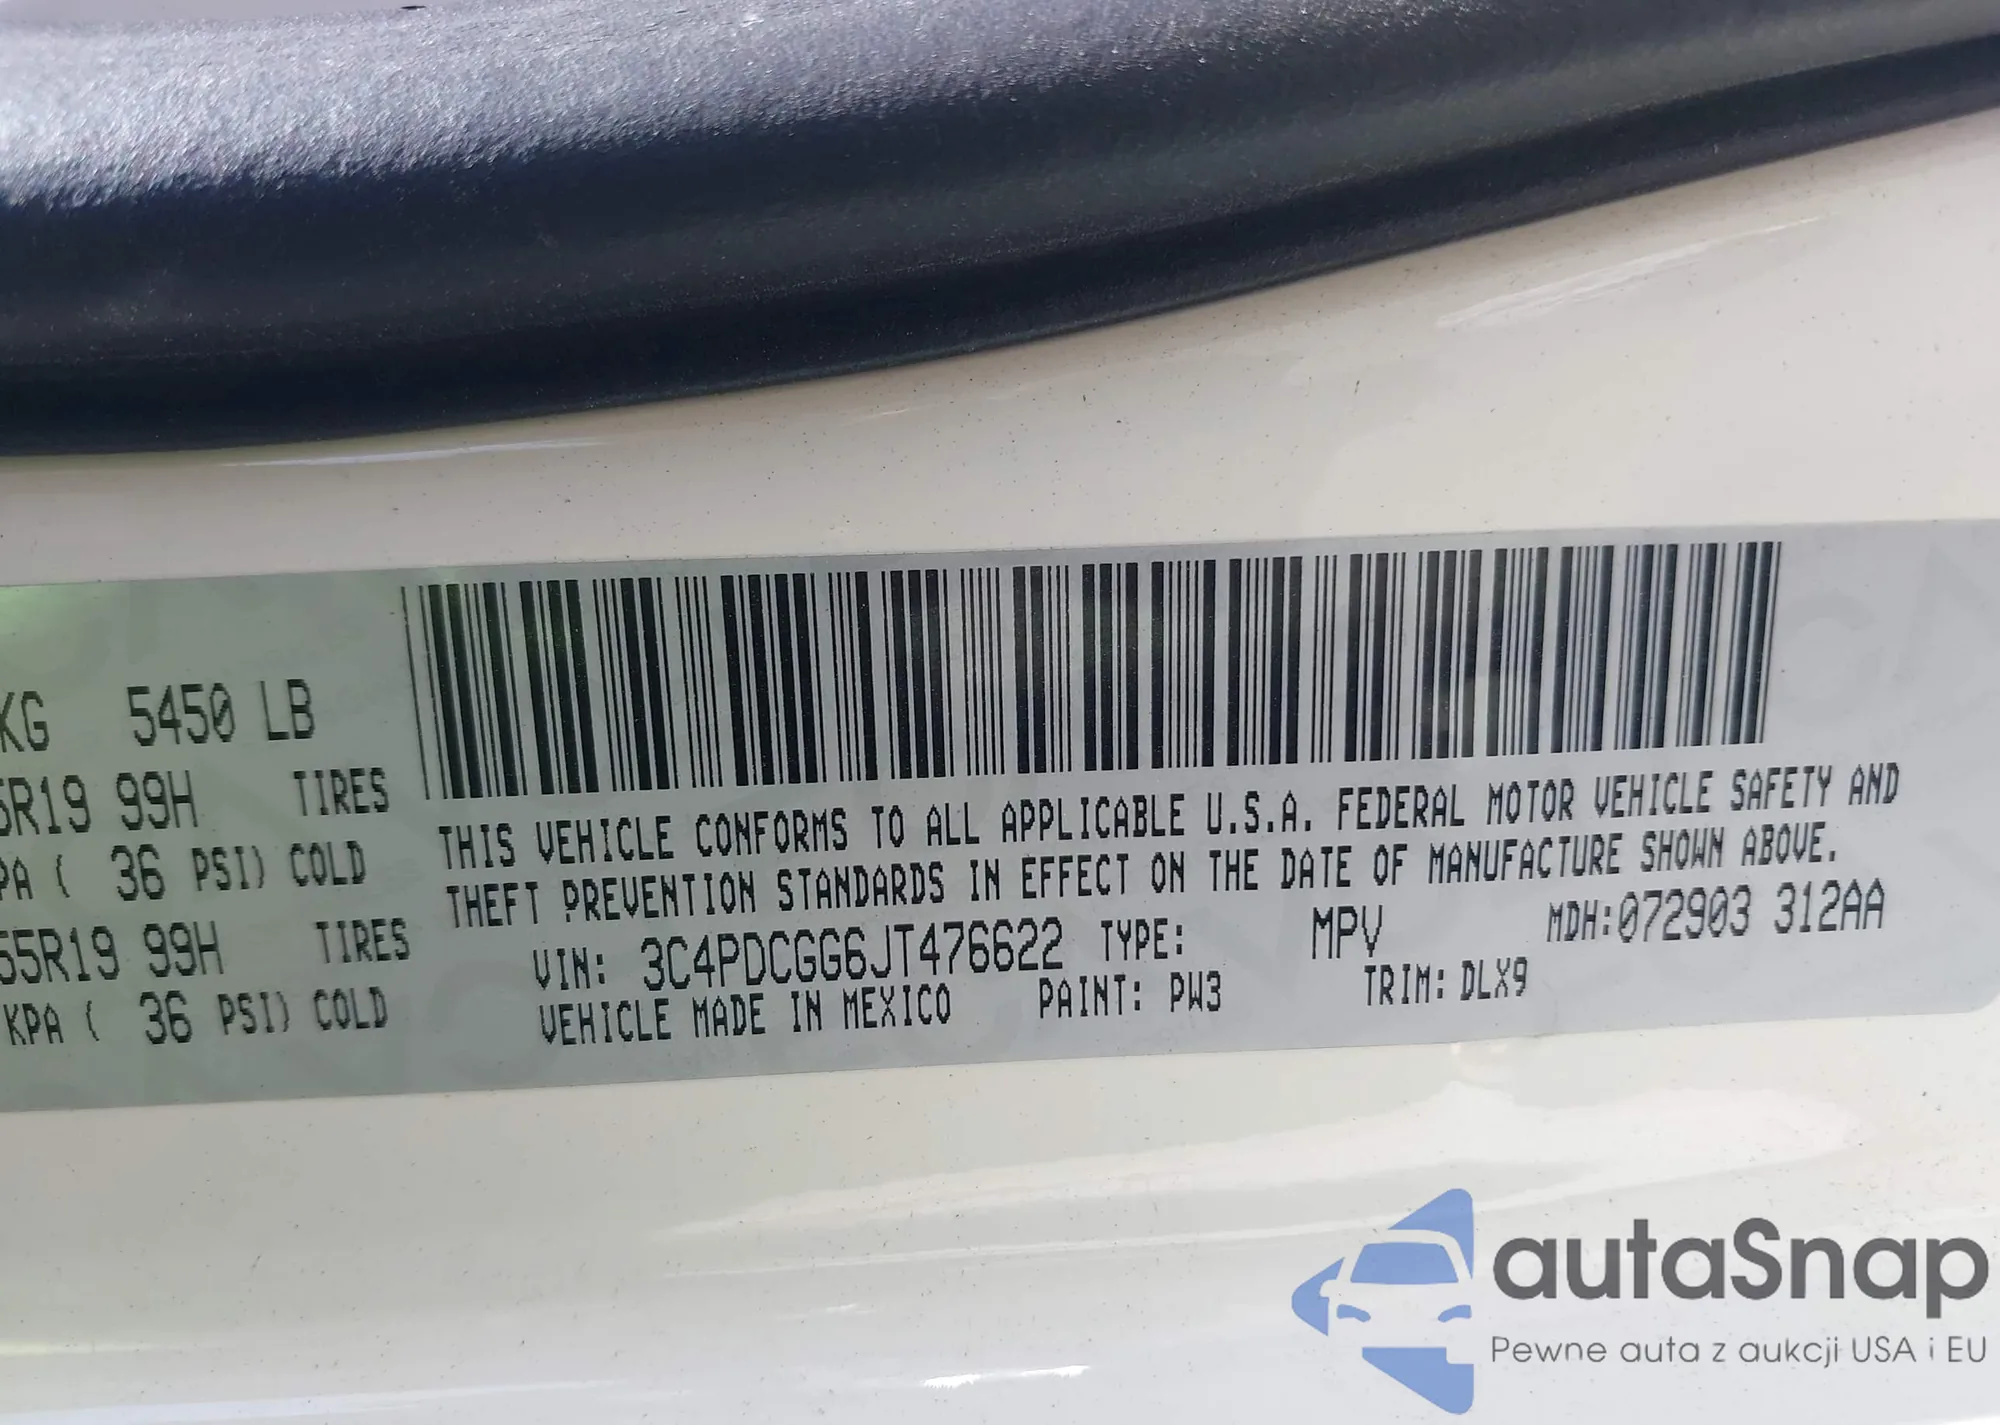 KG 5450 LB
5R19 99H TIRES
PA ( 36 PSI) COLD
55R19 99H TIRES
KPA ( 36 PSI) COLD
THIS VEHICLE CONFORMS TO ALL APPLICABLE U.S.A. FEDERAL MOTOR VEHICLE SAFETY AND
THEFT PREVENTION STANDARDS IN EFFECT ON THE DATE OF MANUFACTURE SHOWN ABOVE.
VIN: 3C4PDCGG6JT476622 TYPE: MPV MDH:072903 312AA
VEHICLE MADE IN MEXICO PAINT: PW3 TRIM: DLX9
autaSnap
Pewne auta z aukcji USA i EU